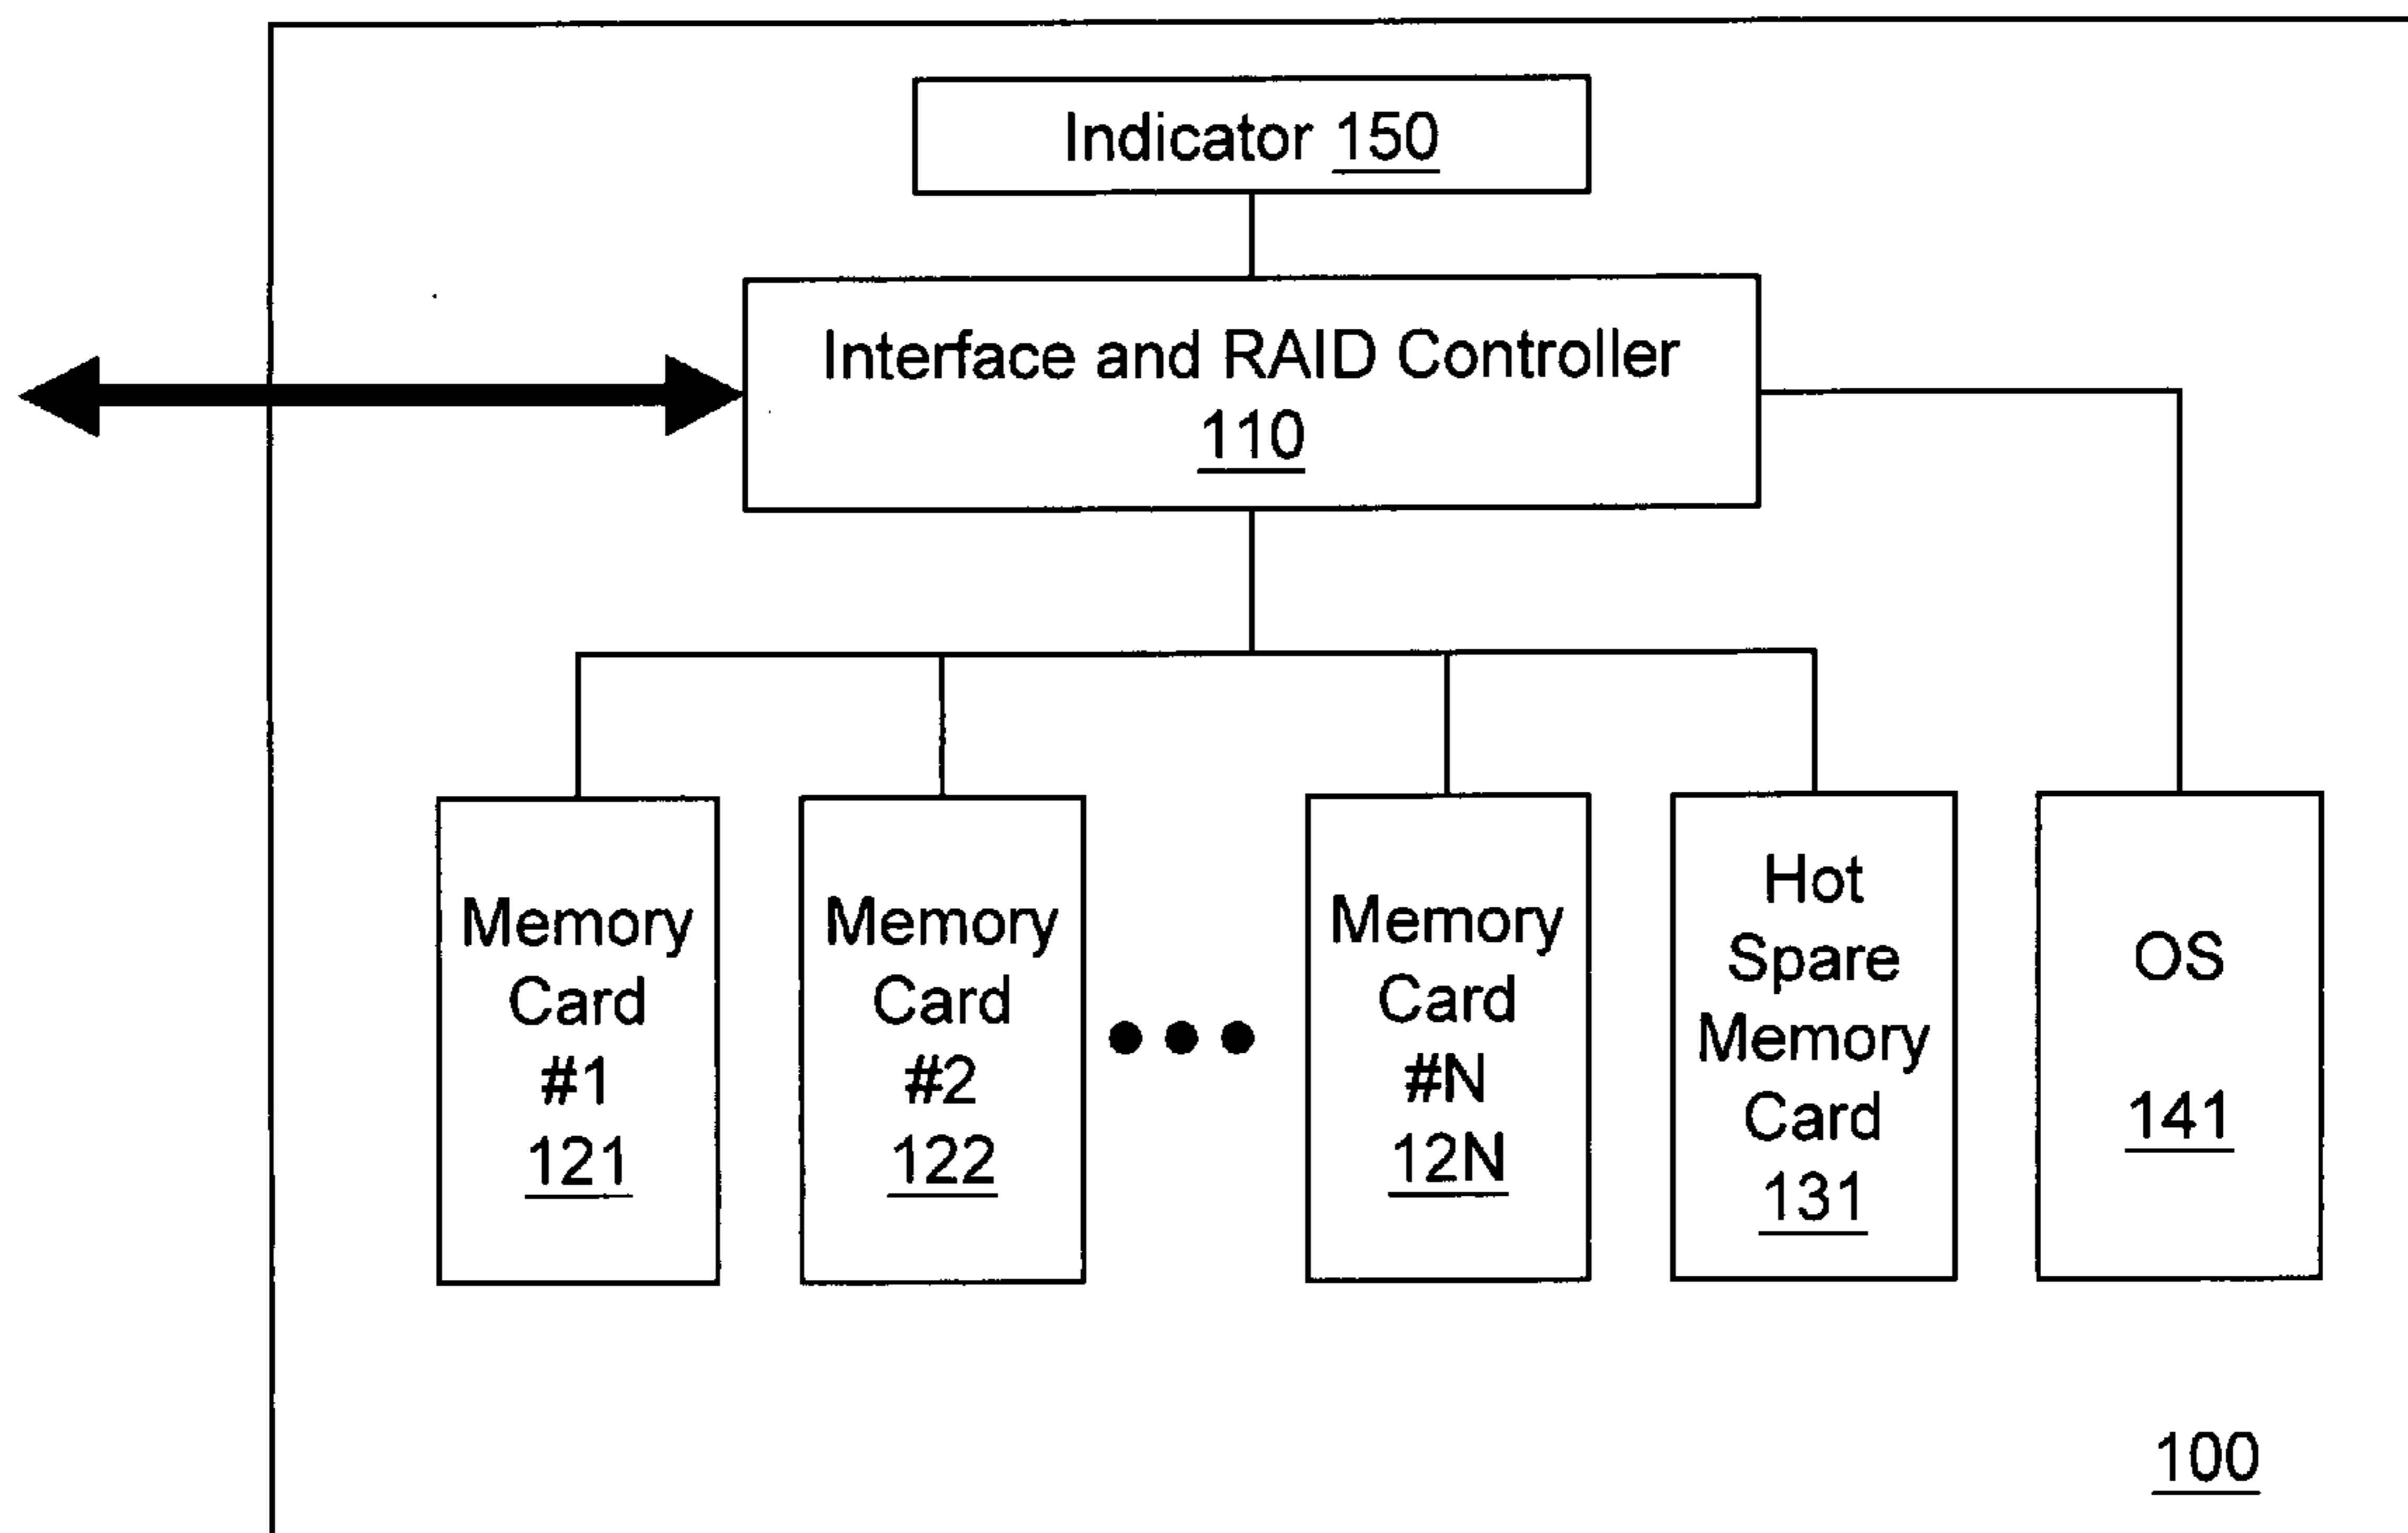 Indicator 150
Interface and RAID Controller
110
Memory
Card
#1
121
Memory
Card
#2
122
Memory
Card
#N
12N
Hot
Spare
Memory
Card
131
OS
141
100